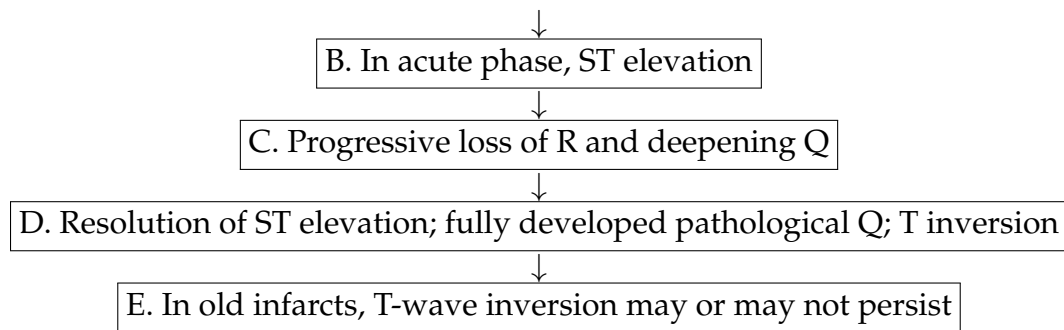 B. In acute phase, ST elevation
C. Progressive loss of R and deepening Q
D. Resolution of ST elevation; fully developed pathological Q; T inversion
E. In old infarcts, T-wave inversion may or may not persist